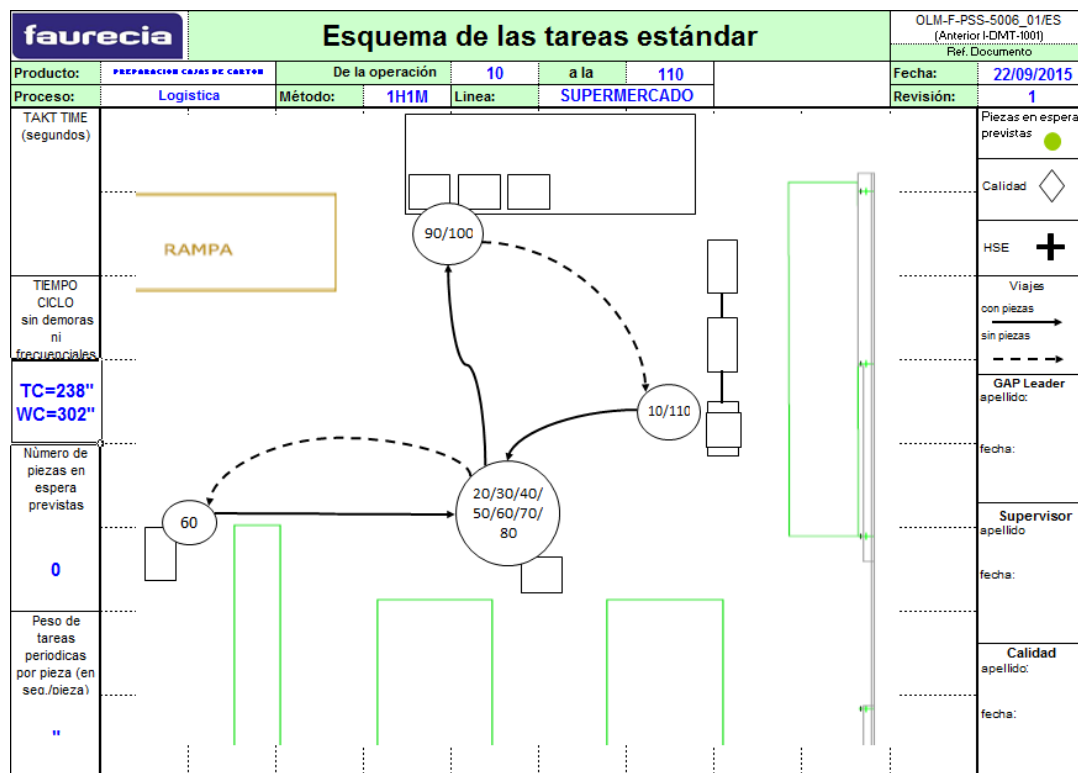 faurecia
Esquema de las tareas estándar
OLM-F-PSS-5006_01/ES
(Anterior I-DMT-1001)
Ref. Documento
Producto: PREPARACION CAJAS DE CARTON De la operación 10 a la 110 Fecha: 22/09/2015
Proceso: Logistica Método: 1H1M Linea: SUPERMERCADO Revisión: 1
TAKT TIME
(segundos)
TIEMPO
CICLO
sin demoras
ni
frecuenciales
TC=238"
WC=302"
Nùmero de
piezas en
espera
previstas
0
Peso de
tareas
periodicas
por pieza (en
seg./pieza)
"
RAMPA
90/100
10/110
20/30/40/
50/60/70/
80
60
Piezas en espera
previstas
Calidad
HSE
Viajes
con piezas
sin piezas
GAP Leader
apellido:
fecha:
Supervisor
apellido
fecha:
Calidad
apellido:
fecha: